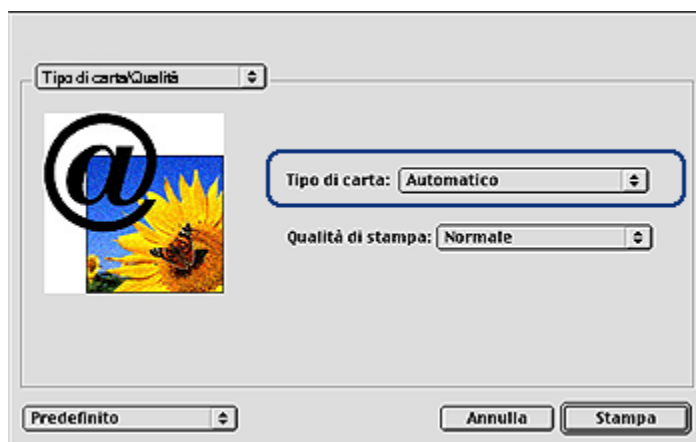 Tipo di carta/Qualità
@
Tipo di carta: Automatico
Qualità di stampa: Normale
Predefinito Annulla Stampa